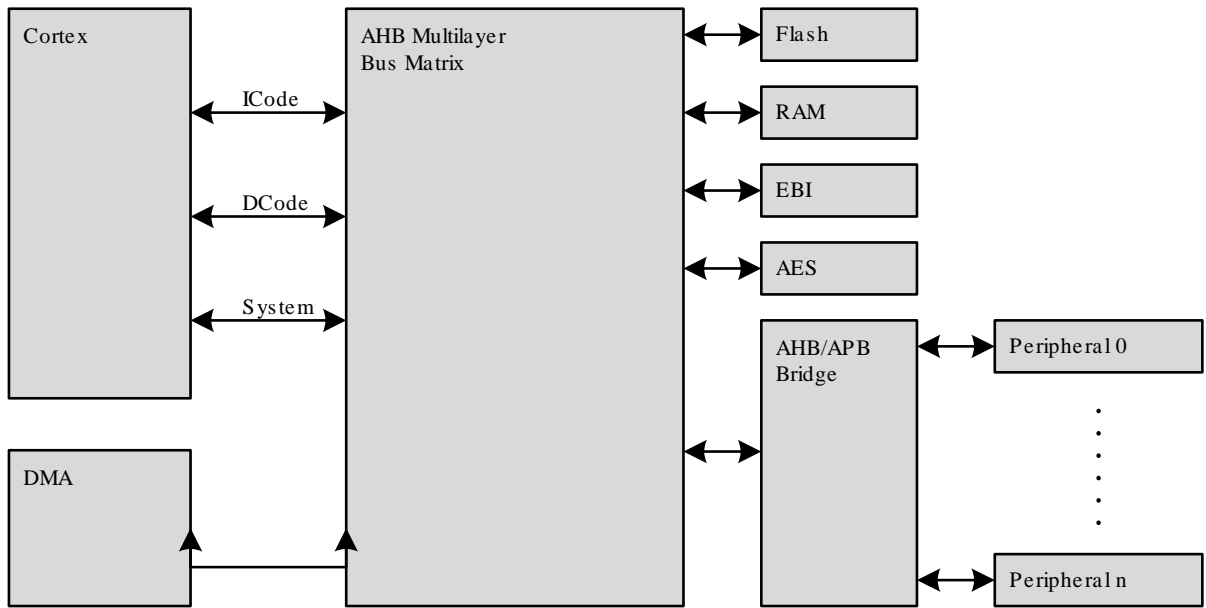 Cortex
AHB Multilayer
Bus Matrix
Flash
ICode
RAM
DCode
EBI
AES
System
AHB/APB
Bridge
Peripheral 0
DMA
Peripheral n